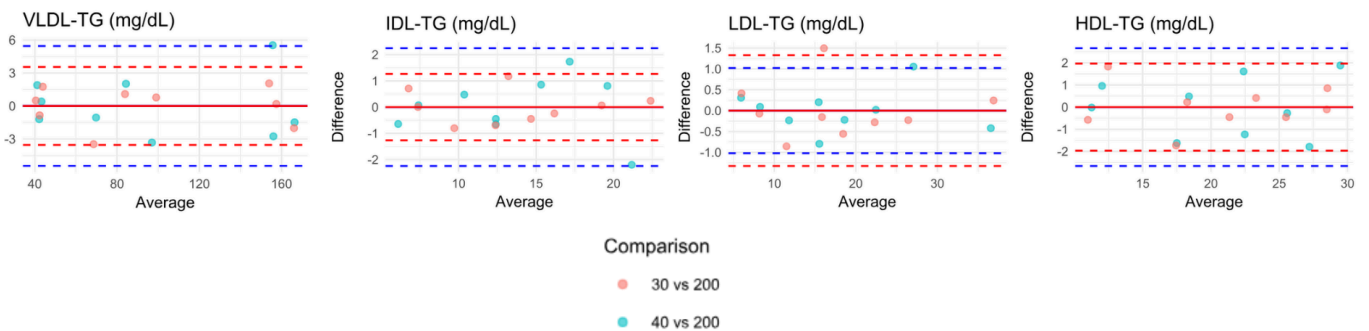 VLDL-TG (mg/dL)
6
3
0
-3
40
80
120
160
Average
IDL-TG (mg/dL)
Difference
2
1
0
-1
-2
10
15
20
Average
LDL-TG (mg/dL)
Difference
1.5
1.0
0.5
0.0
-0.5
-1.0
10
20
30
Average
HDL-TG (mg/dL)
Difference
2
1
0
-1
-2
15
20
25
30
Average
Comparison
30 vs 200
40 vs 200